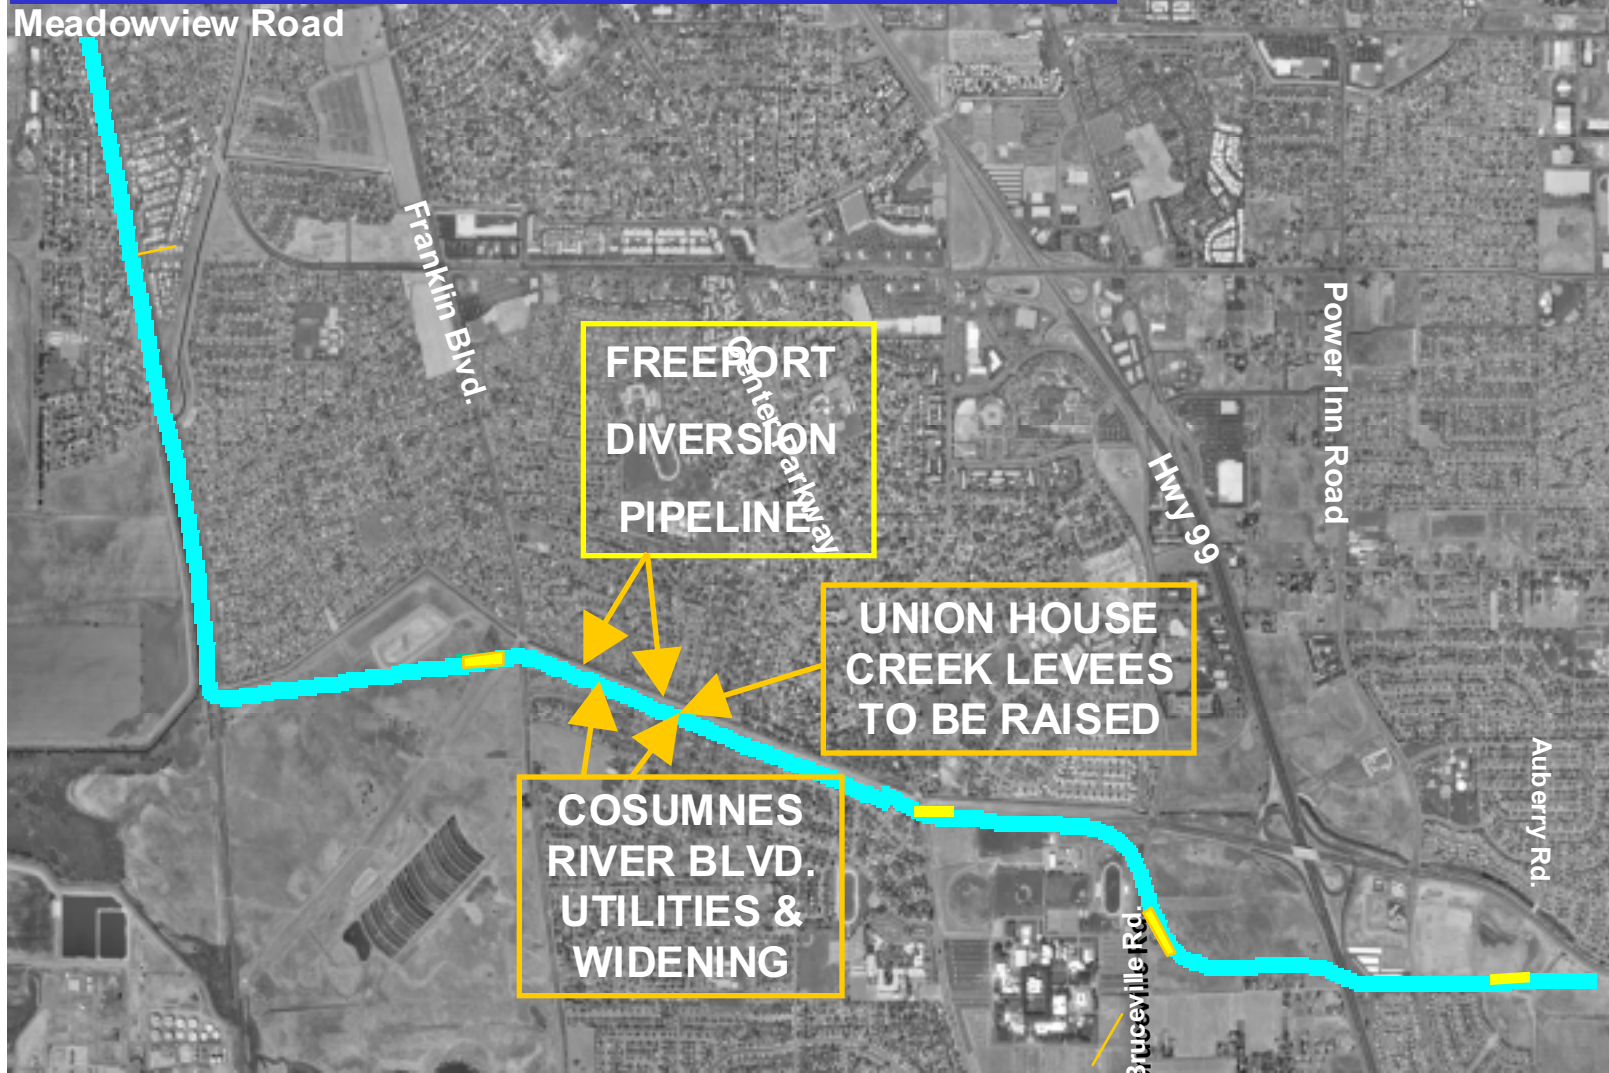 Meadowview Road
Franklin Blvd.
Center Parkway
FREEPORT
DIVERSION
PIPELINE
Power Inn Road
Hwy 99
UNION HOUSE
CREEK LEVEES
TO BE RAISED
COSUMNES
RIVER BLVD.
UTILITIES &
WIDENING
Auberry Rd.
Bruceville Rd.